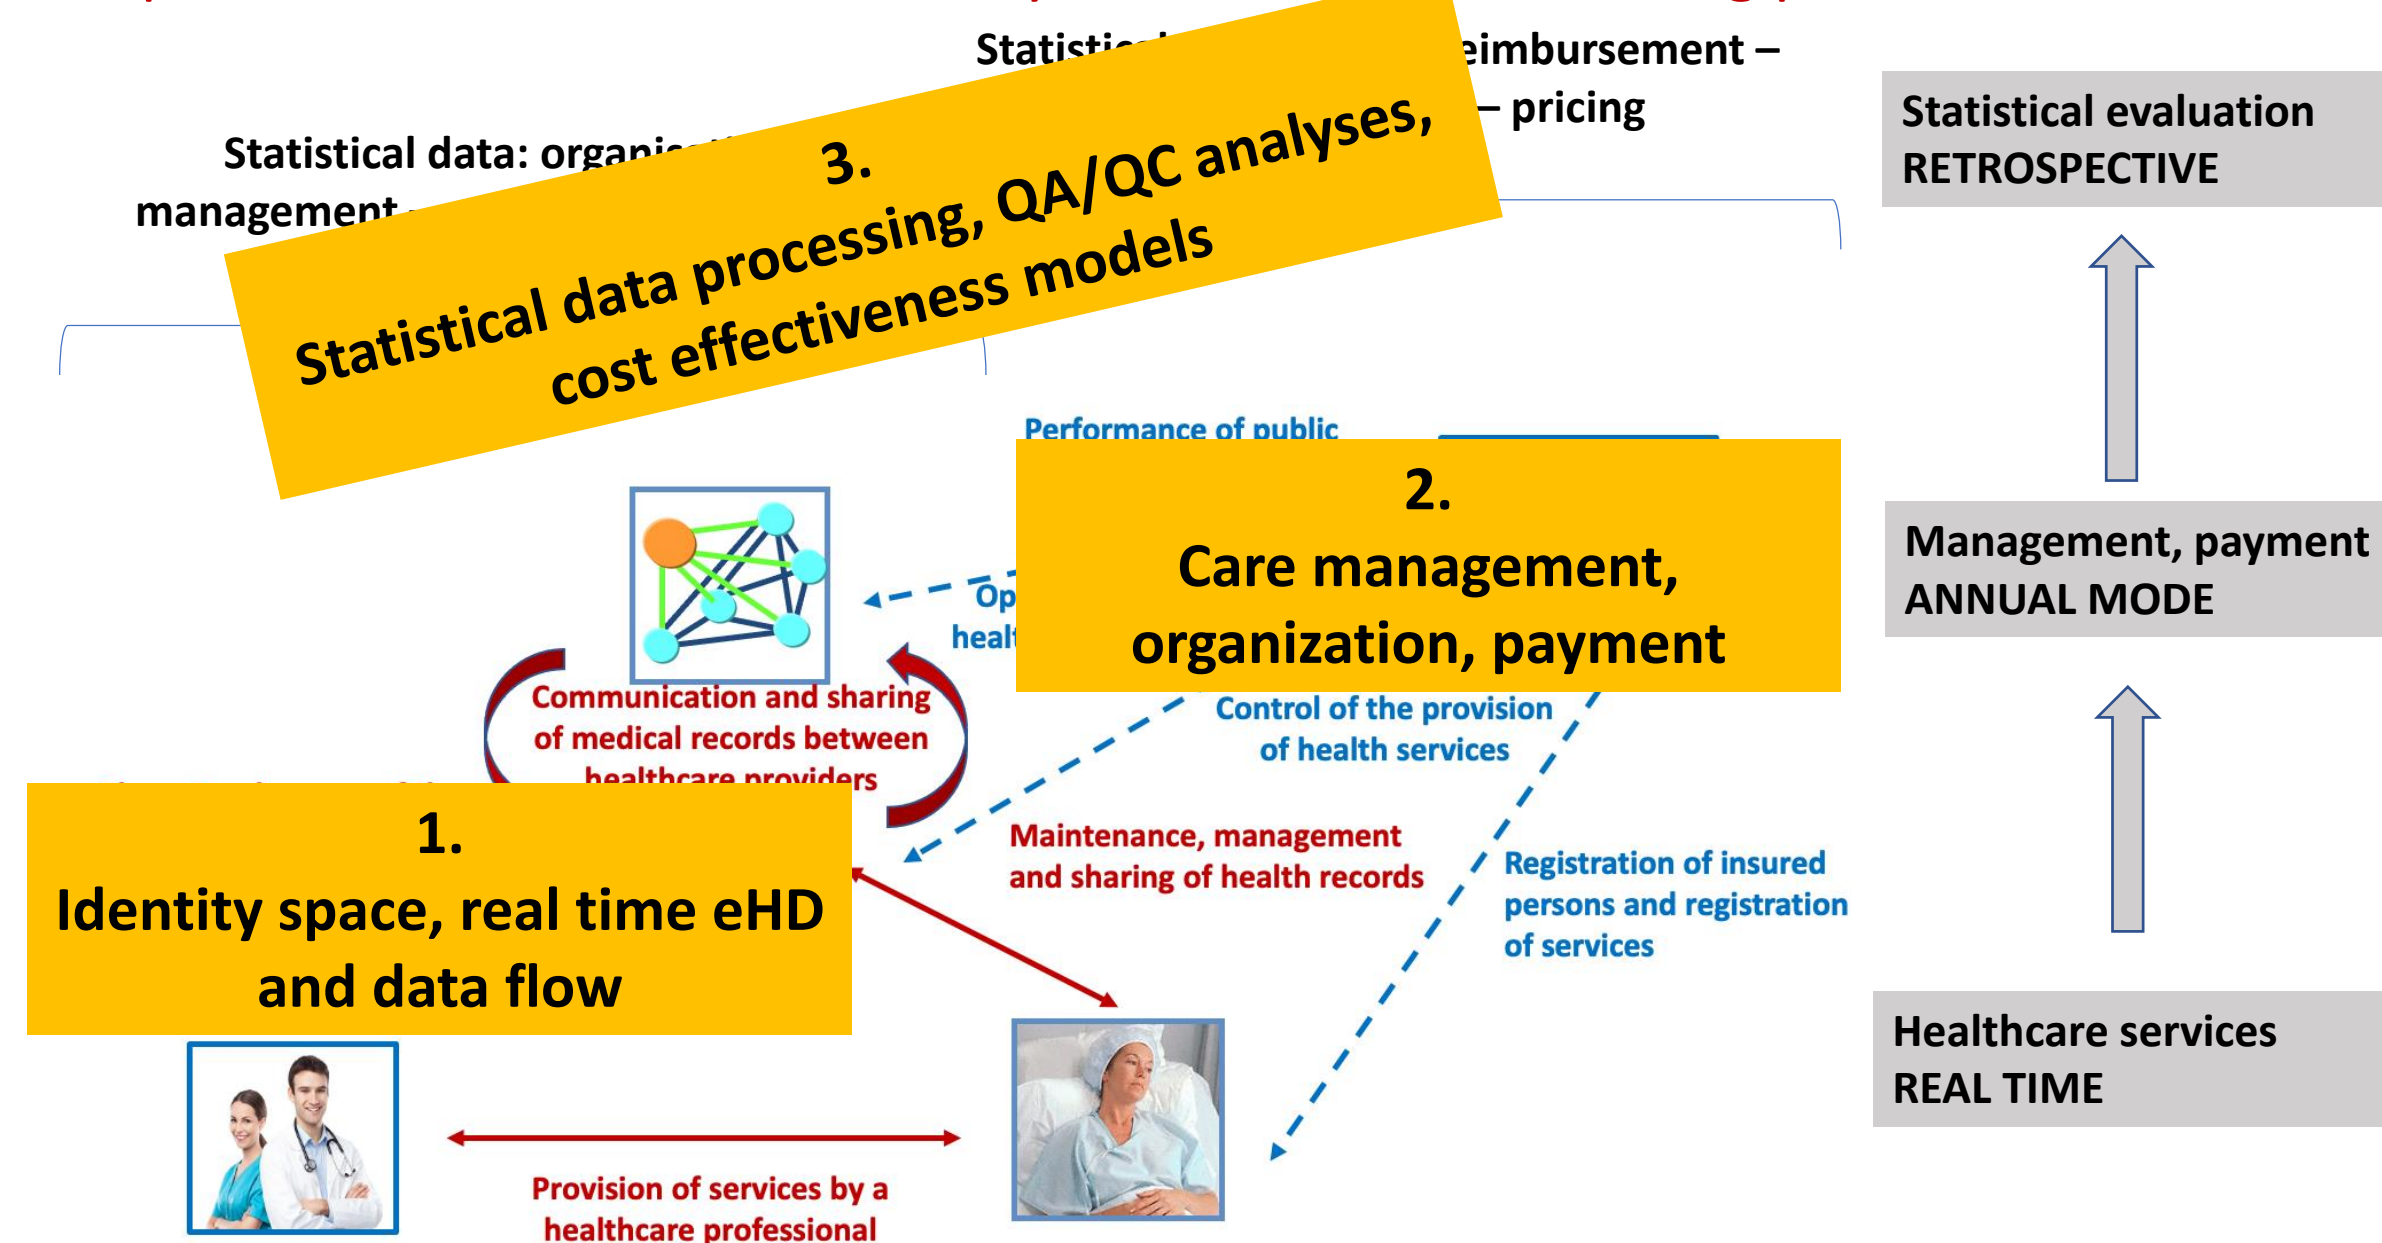 eimbursement –
– pricing
Statistical data:
management
3.
Statistical data processing, QA/QC analyses,
cost effectiveness models
Statistical evaluation
RETROSPECTIVE
Performance of public
2.
Care management,
organization, payment
Management, payment
ANNUAL MODE
Communication and sharing
of medical records between
healthcare providers
Control of the provision
of health services
1.
Identity space, real time eHD
and data flow
Maintenance, management
and sharing of health records
Registration of insured
persons and registration
of services
Healthcare services
REAL TIME
Provision of services by a
healthcare professional